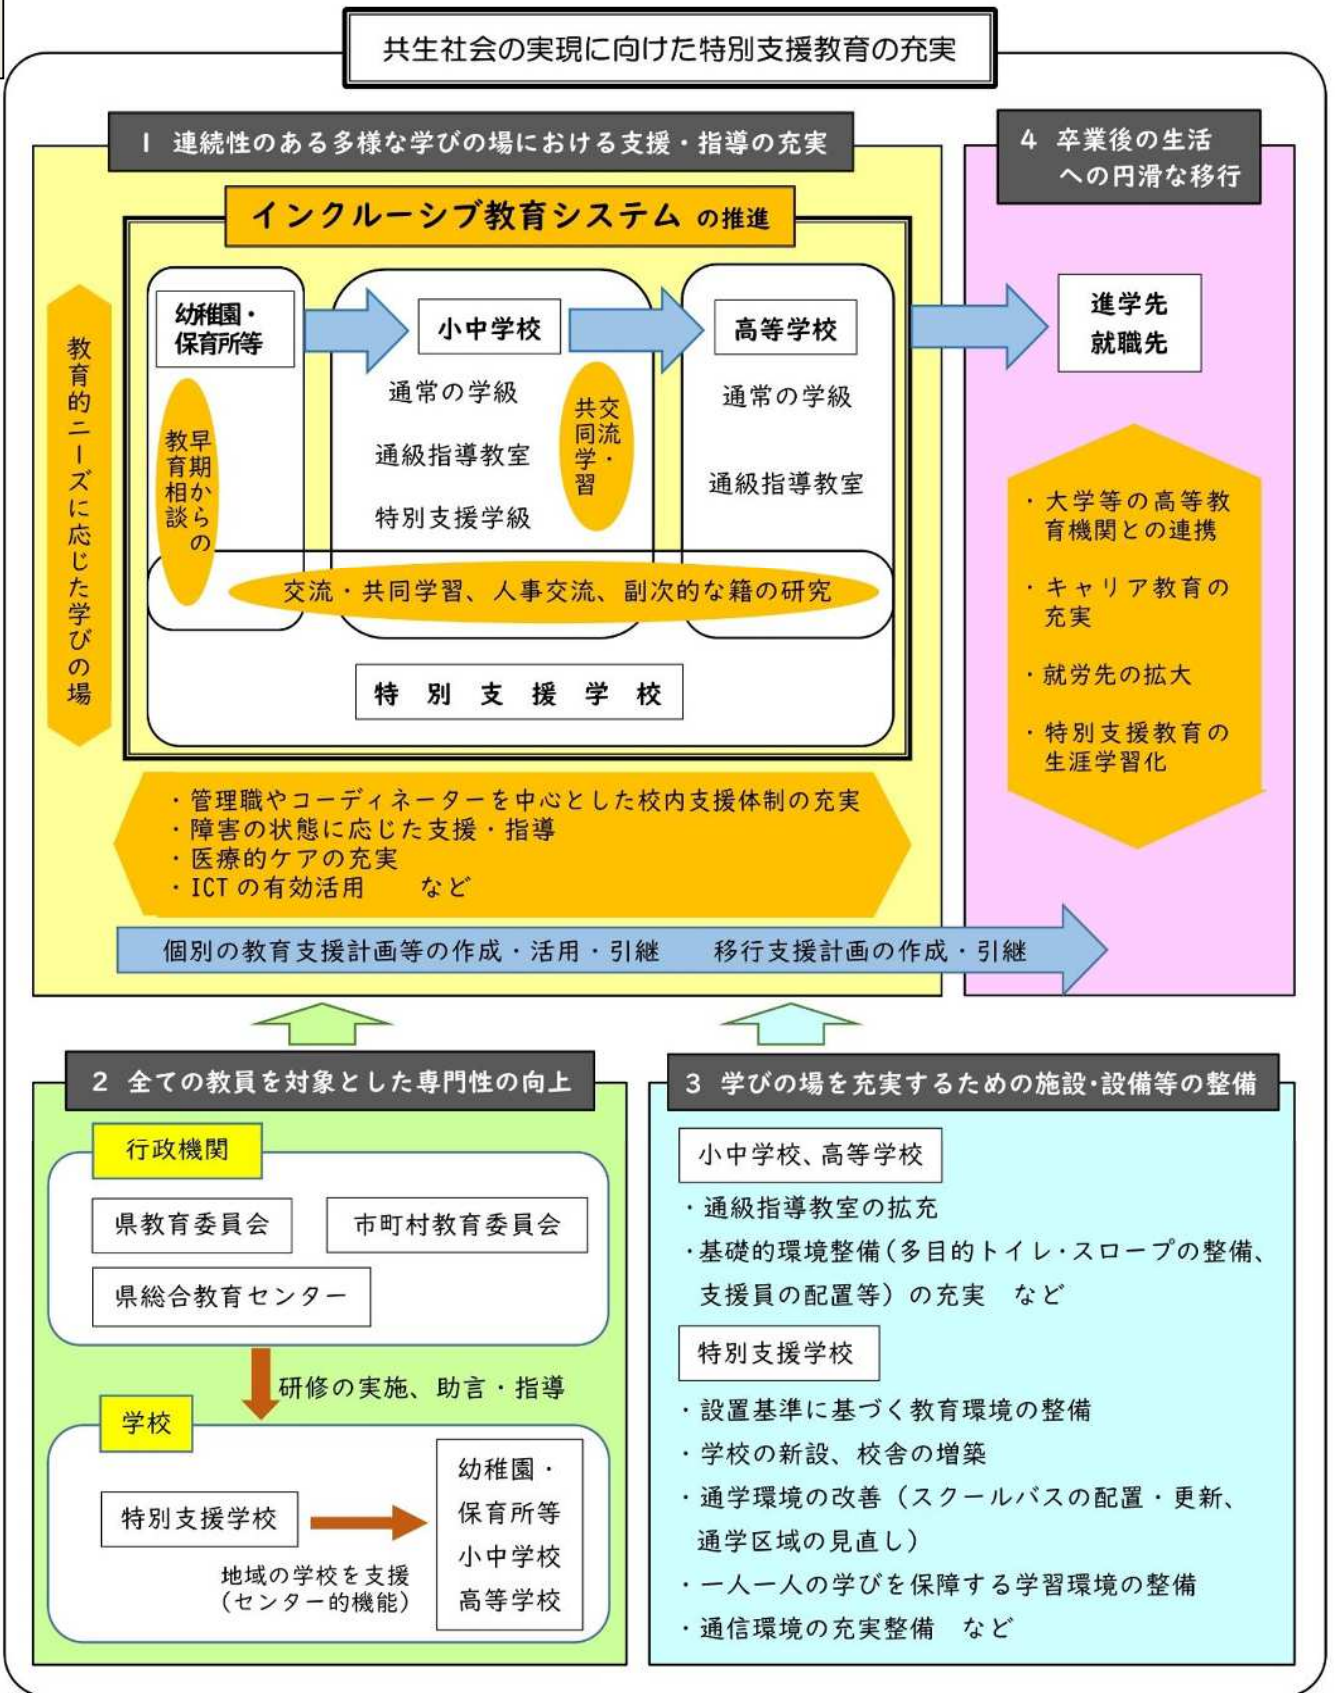 共生社会の実現に向けた特別支援教育の充実
1 連続性のある多様な学びの場における支援・指導の充実
インクルーシブ教育システム の推進
教育的ニーズに応じた学びの場
幼稚園・
保育所等
早期からの
教育相談
小中学校
通常の学級
通級指導教室
特別支援学級
交流・
共同学習
高等学校
通常の学級
通級指導教室
交流・共同学習、人事交流、副次的な籍の研究
特別支援学校
・管理職やコーディネーターを中心とした校内支援体制の充実
・障害の状態に応じた支援・指導
・医療的ケアの充実
・ICTの有効活用　など
個別の教育支援計画等の作成・活用・引継　移行支援計画の作成・引継
4 卒業後の生活
への円滑な移行
進学先
就職先
・大学等の高等教
育機関との連携
・キャリア教育の
充実
・就労先の拡大
・特別支援教育の
生涯学習化
2 全ての教員を対象とした専門性の向上
行政機関
県教育委員会
市町村教育委員会
県総合教育センター
研修の実施、助言・指導
学校
特別支援学校
地域の学校を支援
(センター的機能)
幼稚園・
保育所等
小中学校
高等学校
3 学びの場を充実するための施設・設備等の整備
小中学校、高等学校
・通級指導教室の拡充
・基礎的環境整備(多目的トイレ・スロープの整備、
支援員の配置等)の充実　など
特別支援学校
・設置基準に基づく教育環境の整備
・学校の新設、校舎の増築
・通学環境の改善(スクールバスの配置・更新、
通学区域の見直し)
・一人一人の学びを保障する学習環境の整備
・通信環境の充実整備　など